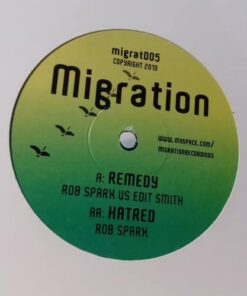 migrat005
COPYRIGHT 2010
Migration
WWW.MYSPACE.COM/
MIGRATIONRECORDINGS
A: REMEDY
ROB SPARX VS EDIT SMITH
AA: HATRED
ROB SPARX